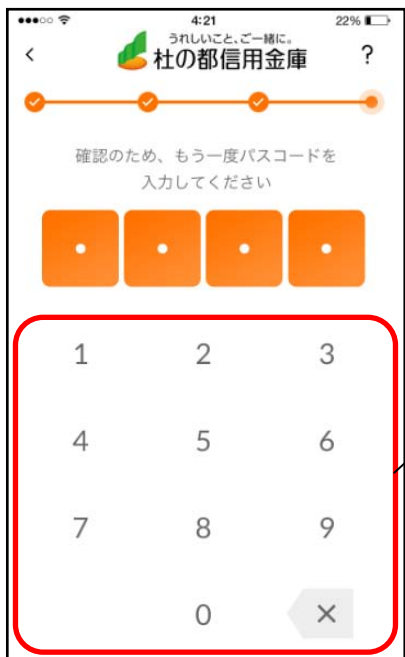 4:21
22%
うれしいこと、ご一緒に。
杜の都信用金庫
?
確認のため、もう一度パスコードを
入力してください
1 2 3
4 5 6
7 8 9
0